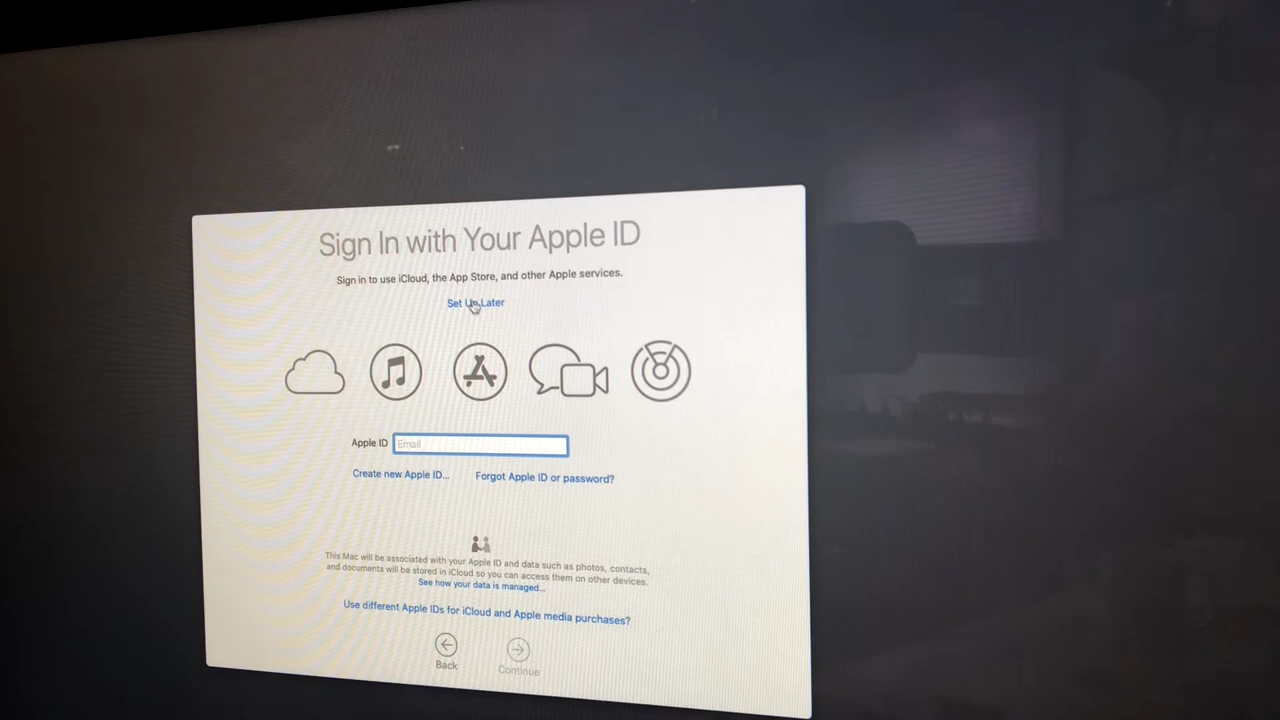 Sign In with Your Apple ID
Sign in to use iCloud, the App Store, and other Apple services.
Set Up Later
Apple ID Email
Create new Apple ID... Forgot Apple ID or password?
This Mac will be associated with your Apple ID and data such as photos, contacts,
and documents will be stored in iCloud so you can access them on other devices.
See how your data is managed...
Use different Apple IDs for iCloud and Apple media purchases?
Back Continue